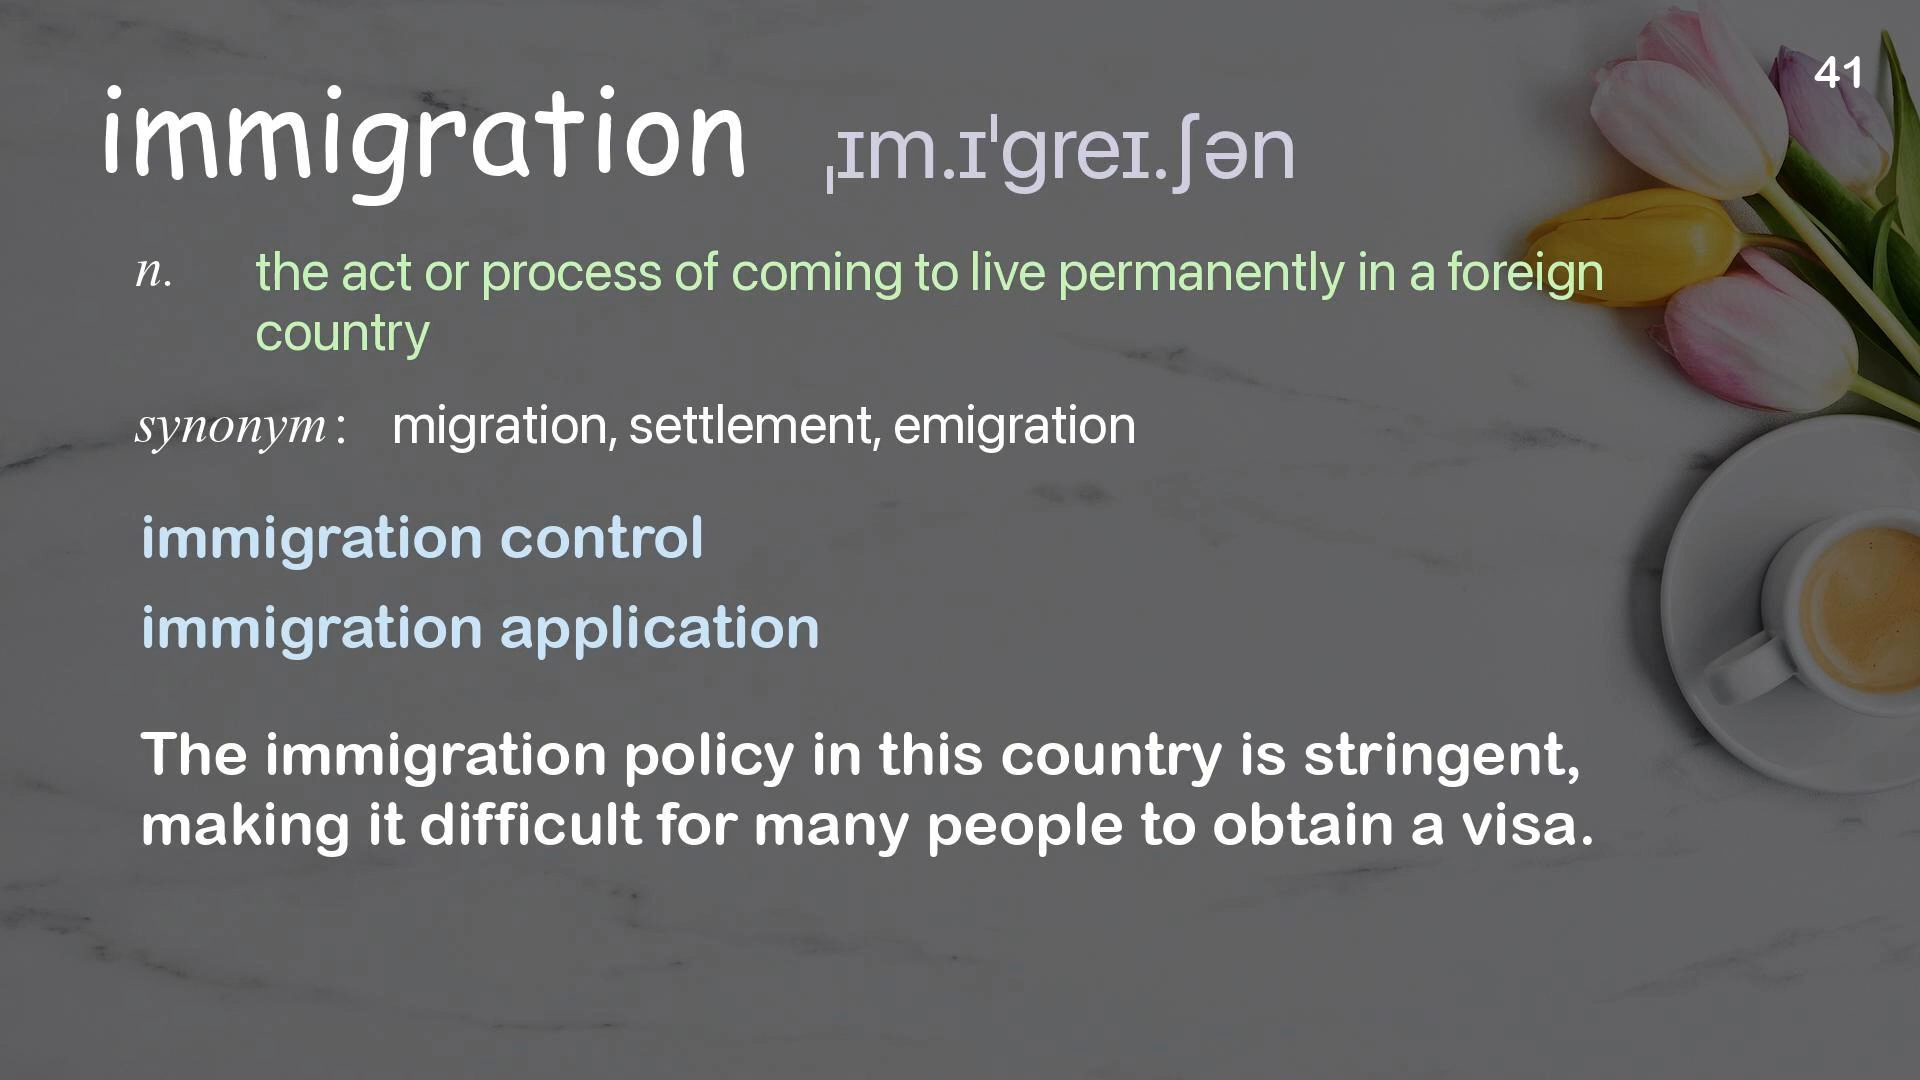 41
immigration ˌɪm.ɪˈɡreɪ.ʃən
n. the act or process of coming to live permanently in a foreign
country
synonym: migration, settlement, emigration
immigration control
immigration application
The immigration policy in this country is stringent,
making it difficult for many people to obtain a visa.